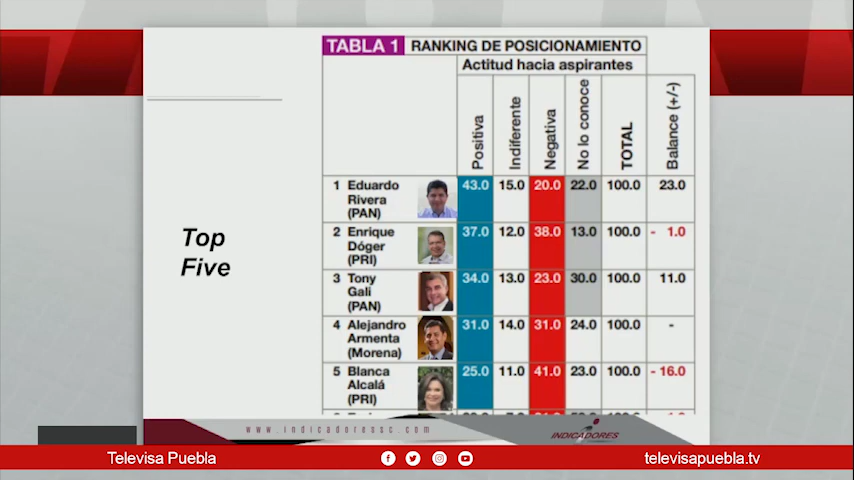 TABLA 1 RANKING DE POSICIONAMIENTO
Actitud hacia aspirantes
Positiva Indiferente Negativa No lo conoce TOTAL Balance (+/-)
1 Eduardo 43.0 15.0 20.0 22.0 100.0 23.0
Rivera
(PAN)
2 Enrique 37.0 12.0 38.0 13.0 100.0 - 1.0
Dóger
(PRI)
3 Tony 34.0 13.0 23.0 30.0 100.0 11.0
Gali
(PAN)
4 Alejandro 31.0 14.0 31.0 24.0 100.0 -
Armenta
(Morena)
5 Blanca 25.0 11.0 41.0 23.0 100.0 - 16.0
Alcalá
(PRI)
Top
Five
www.indicadoressc.com
INDICADORES
Televisa Puebla
televisapuebla.tv